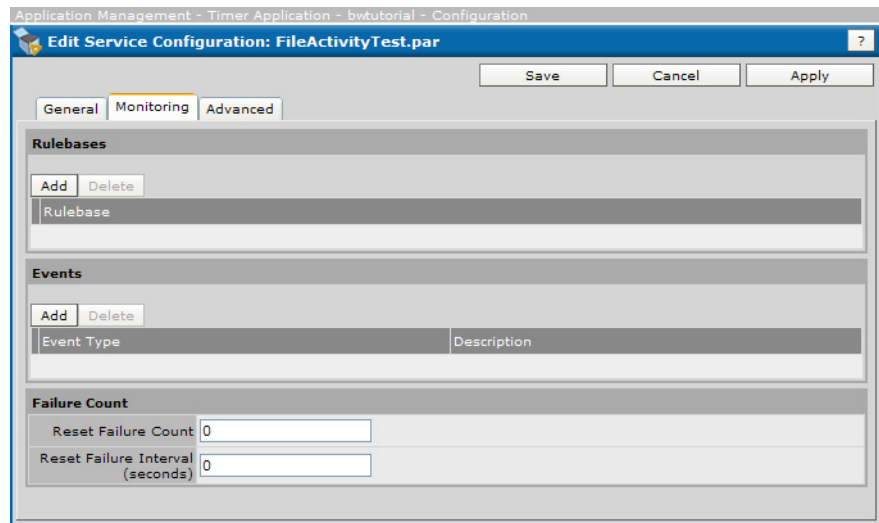 Application Management - Timer Application - bwtutorial - Configuration
Edit Service Configuration: FileActivityTest.par
?
Save Cancel Apply
General Monitoring Advanced
Rulebases
Add Delete
Rulebase
Events
Add Delete
Event Type Description
Failure Count
Reset Failure Count 0
Reset Failure Interval
(seconds) 0